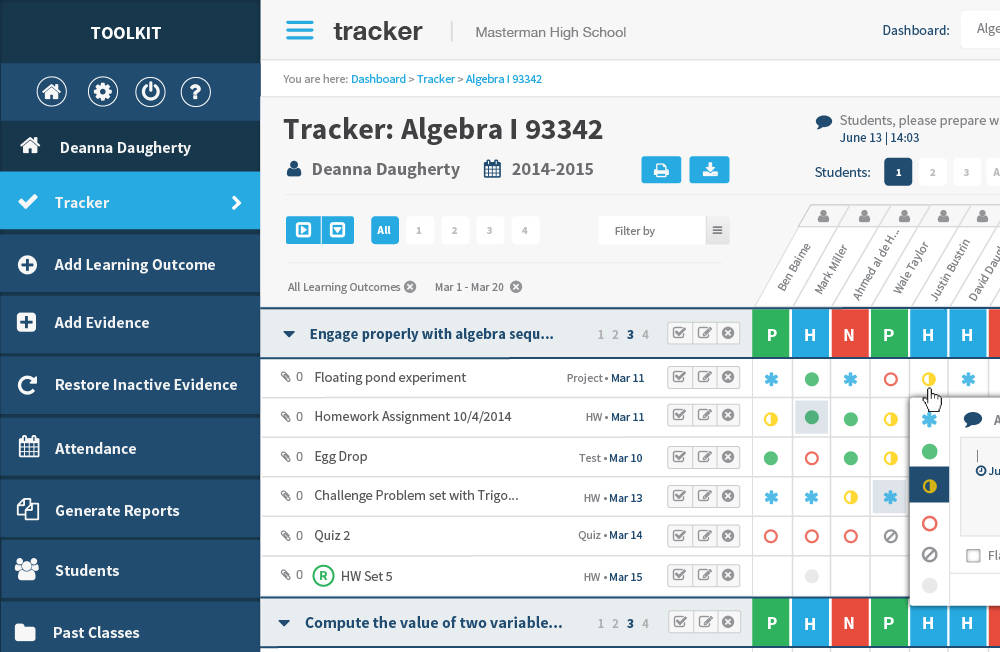 TOOLKIT
tracker
Masterman High School
Dashboard:
You are here: Dashboard > Tracker > Algebra I 93342
?
Deanna Daugherty
Tracker
Add Learning Outcome
Add Evidence
Restore Inactive Evidence
Attendance
Generate Reports
Students
Past Classes
Tracker: Algebra I 93342
Deanna Daugherty 2014-2015
Students, please prepare w
June 13 | 14:03
Students: 1 2 3 A
All 1 2 3 4
Filter by
All Learning Outcomes Mar 1 - Mar 20
Ben Baime
Mark Miller
Ahmed al de H...
Wale Taylor
Justin Bustrin
David Daug
Engage properly with algebra sequ... 1 2 3 4 P H N P H H
0 Floating pond experiment Project • Mar 11
0 Homework Assignment 10/4/2014 HW • Mar 11
0 Egg Drop Test • Mar 10
0 Challenge Problem set with Trigo... HW • Mar 13
0 Quiz 2 Quiz • Mar 14
0 R HW Set 5 HW • Mar 15
A
Ju
Fla
Compute the value of two variable... 1 2 3 4 P H N P H H